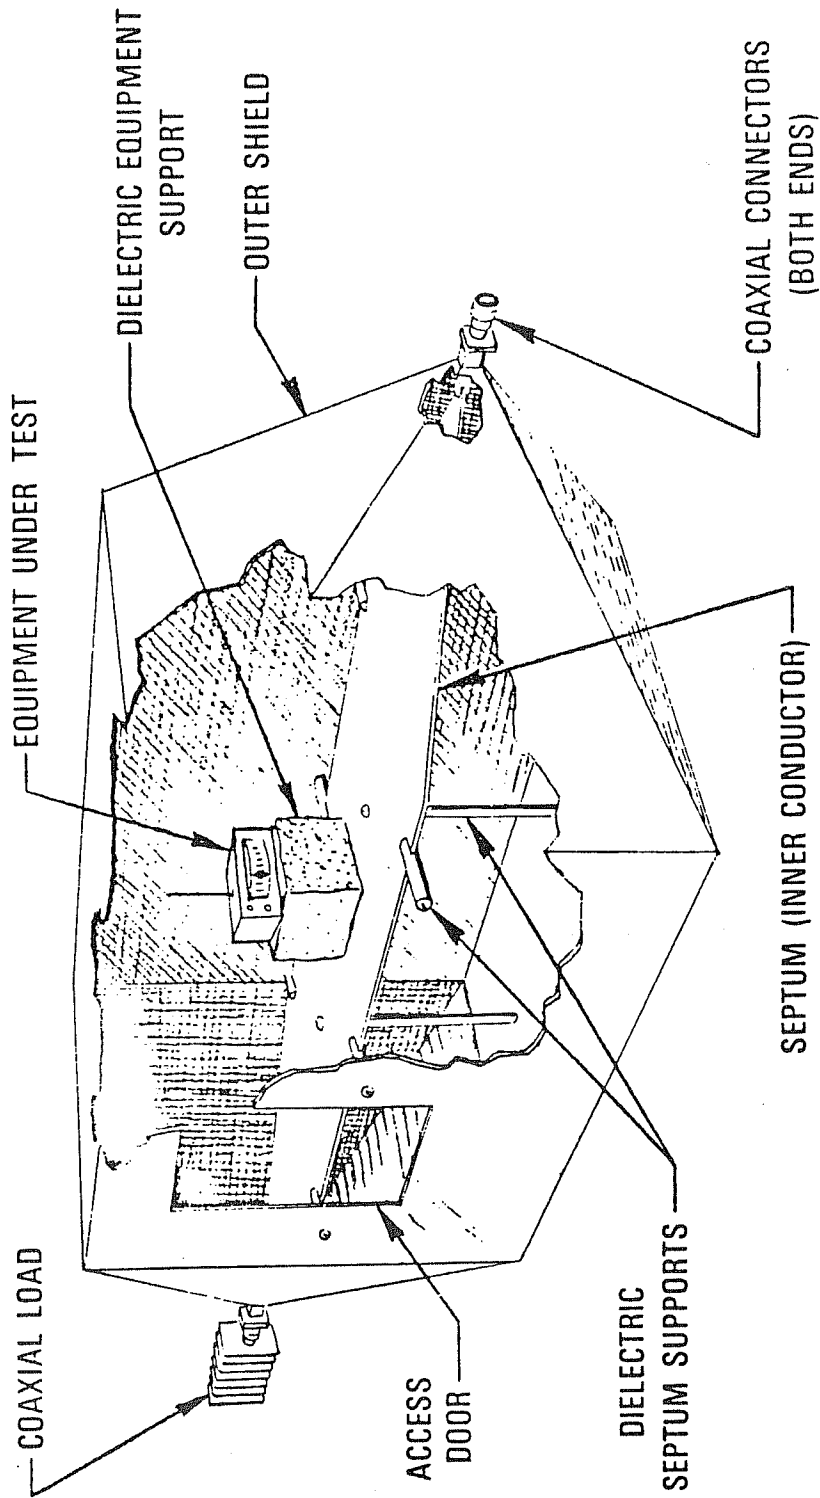 COAXIAL LOAD
EQUIPMENT UNDER TEST
DIELECTRIC EQUIPMENT
SUPPORT
OUTER SHIELD
ACCESS
DOOR
DIELECTRIC
SEPTUM SUPPORTS
SEPTUM (INNER CONDUCTOR)
COAXIAL CONNECTORS
(BOTH ENDS)